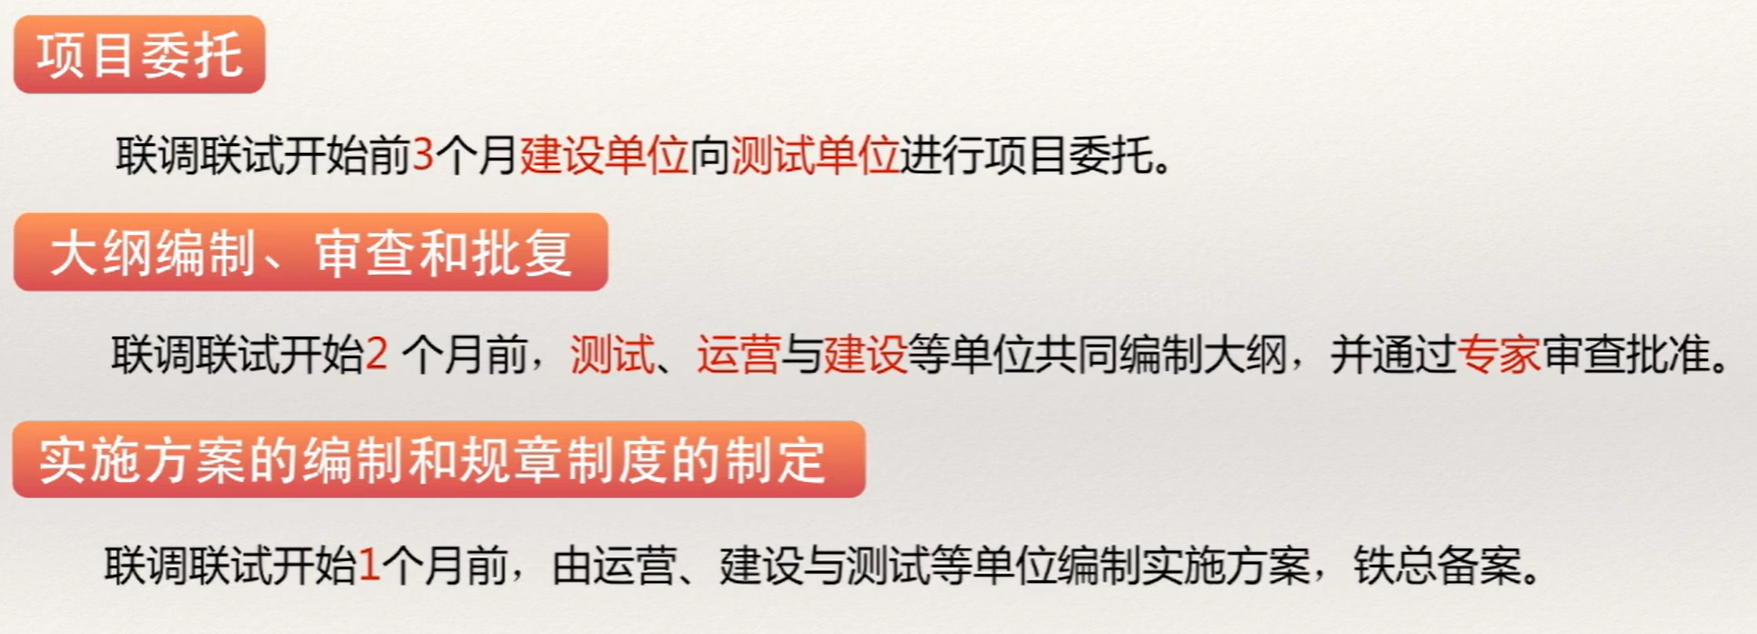 项目委托
联调联试开始前3个月建设单位向测试单位进行项目委托。
大纲编制、审查和批复
联调联试开始2 个月前，测试、运营与建设等单位共同编制大纲，并通过专家审查批准。
实施方案的编制和规章制度的制定
联调联试开始1个月前，由运营、建设与测试等单位编制实施方案，铁总备案。